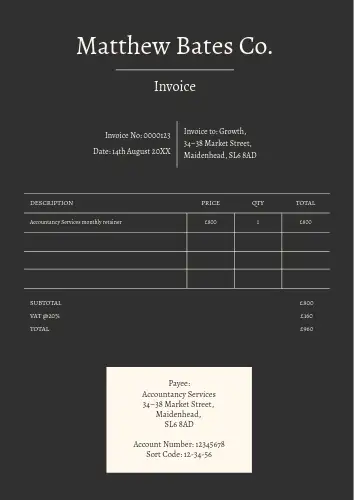 Matthew Bates Co.
Invoice
Invoice No: 0000123
Date: 14th August 20XX
Invoice to: Growth,
34–38 Market Street,
Maidenhead, SL6 8AD
DESCRIPTION PRICE QTY TOTAL
Accountancy Services monthly retainer £800 1 £800
SUBTOTAL £800
VAT @20% £160
TOTAL £960
Payee:
Accountancy Services
34–38 Market Street,
Maidenhead,
SL6 8AD
Account Number: 12345678
Sort Code: 12-34-56